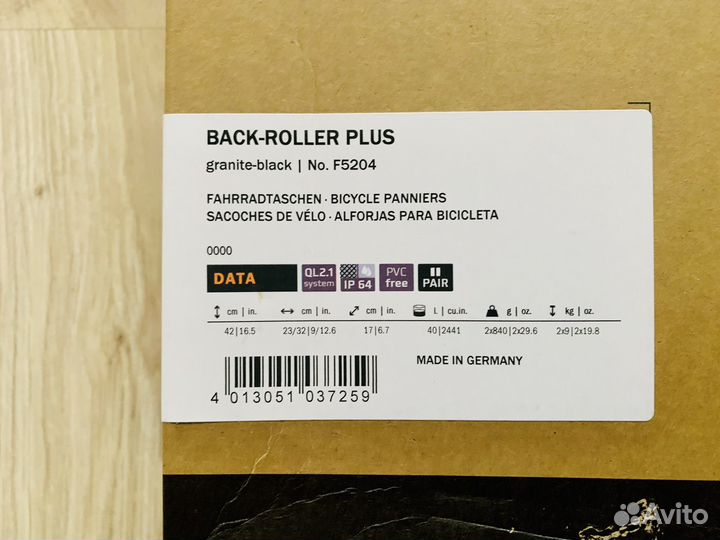 BACK-ROLLER PLUS
granite-black | No. F5204
FAHRRADTASCHEN · BICYCLE PANNIERS
SACOCHES DE VÉLO · ALFORJAS PARA BICICLETA
0000
DATA QL2.1 system IP 64 PVC free PAIR
cm | in. cm | in. cm | in. L | cu.in. g | oz. kg | oz.
42|16.5 23/32|9/12.6 17|6.7 40|2441 2x840|2x29.6 2x9|2x19.8
MADE IN GERMANY
4 013051 037259
Avito